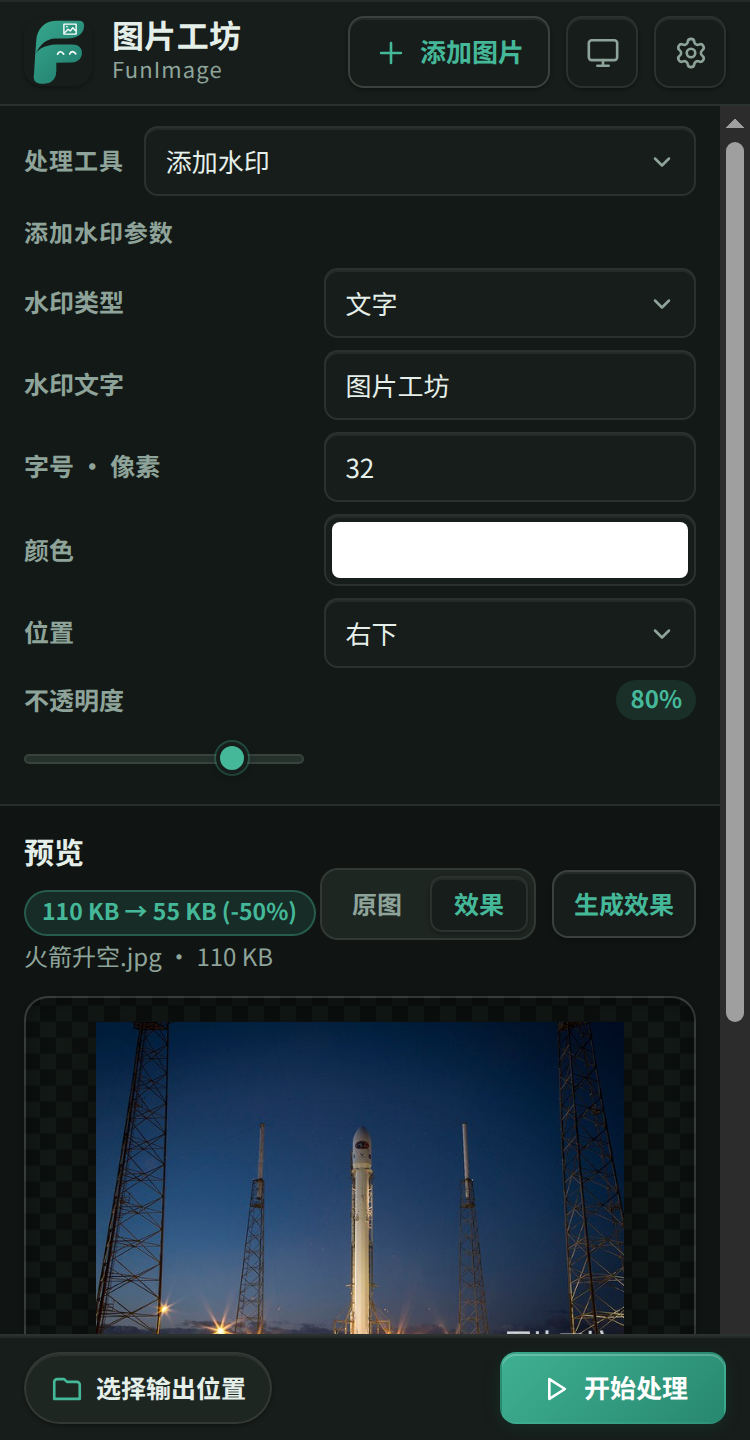 图片工坊
FunImage
添加图片
处理工具 添加水印
添加水印参数
水印类型 文字
水印文字 图片工坊
字号 · 像素 32
颜色
位置 右下
不透明度 80%
预览
110 KB → 55 KB (-50%) 原图 效果 生成效果
火箭升空.jpg · 110 KB
选择输出位置 开始处理